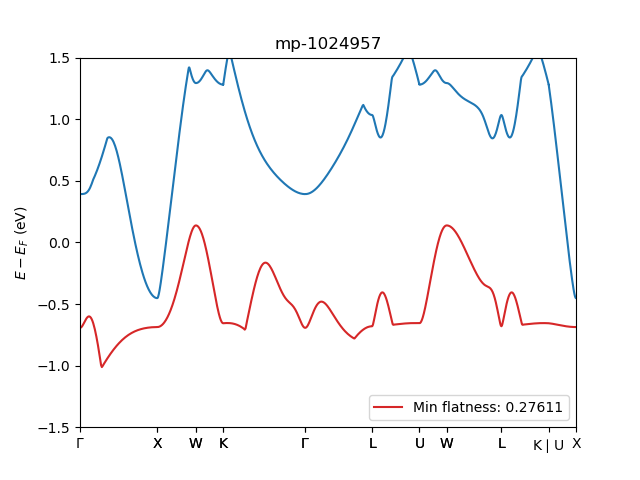 mp-1024957
E − E_F (eV)
1.5
1.0
0.5
0.0
−0.5
−1.0
−1.5
Min flatness: 0.27611
Γ X W K Γ L U W L K | U X